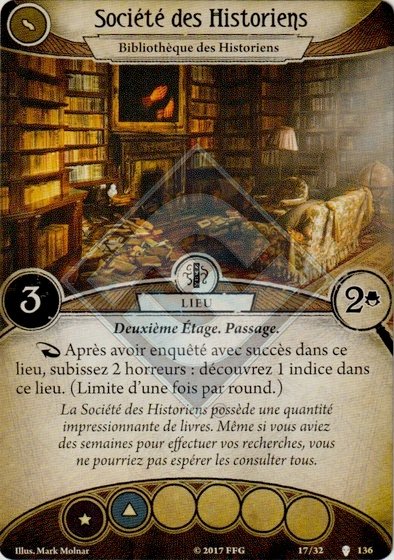 Société des Historiens
Bibliothèque des Historiens
3
LIEU
2
Deuxième Étage. Passage.
Après avoir enquêté avec succès dans ce
lieu, subissez 2 horreurs : découvrez 1 indice dans
ce lieu. (Limite d'une fois par round.)
La Société des Historiens possède une quantité
impressionnante de livres. Même si vous aviez
des semaines pour effectuer vos recherches, vous
ne pourriez pas espérer les consulter tous.
Illus. Mark Molnar
© 2017 FFG
17/32
136